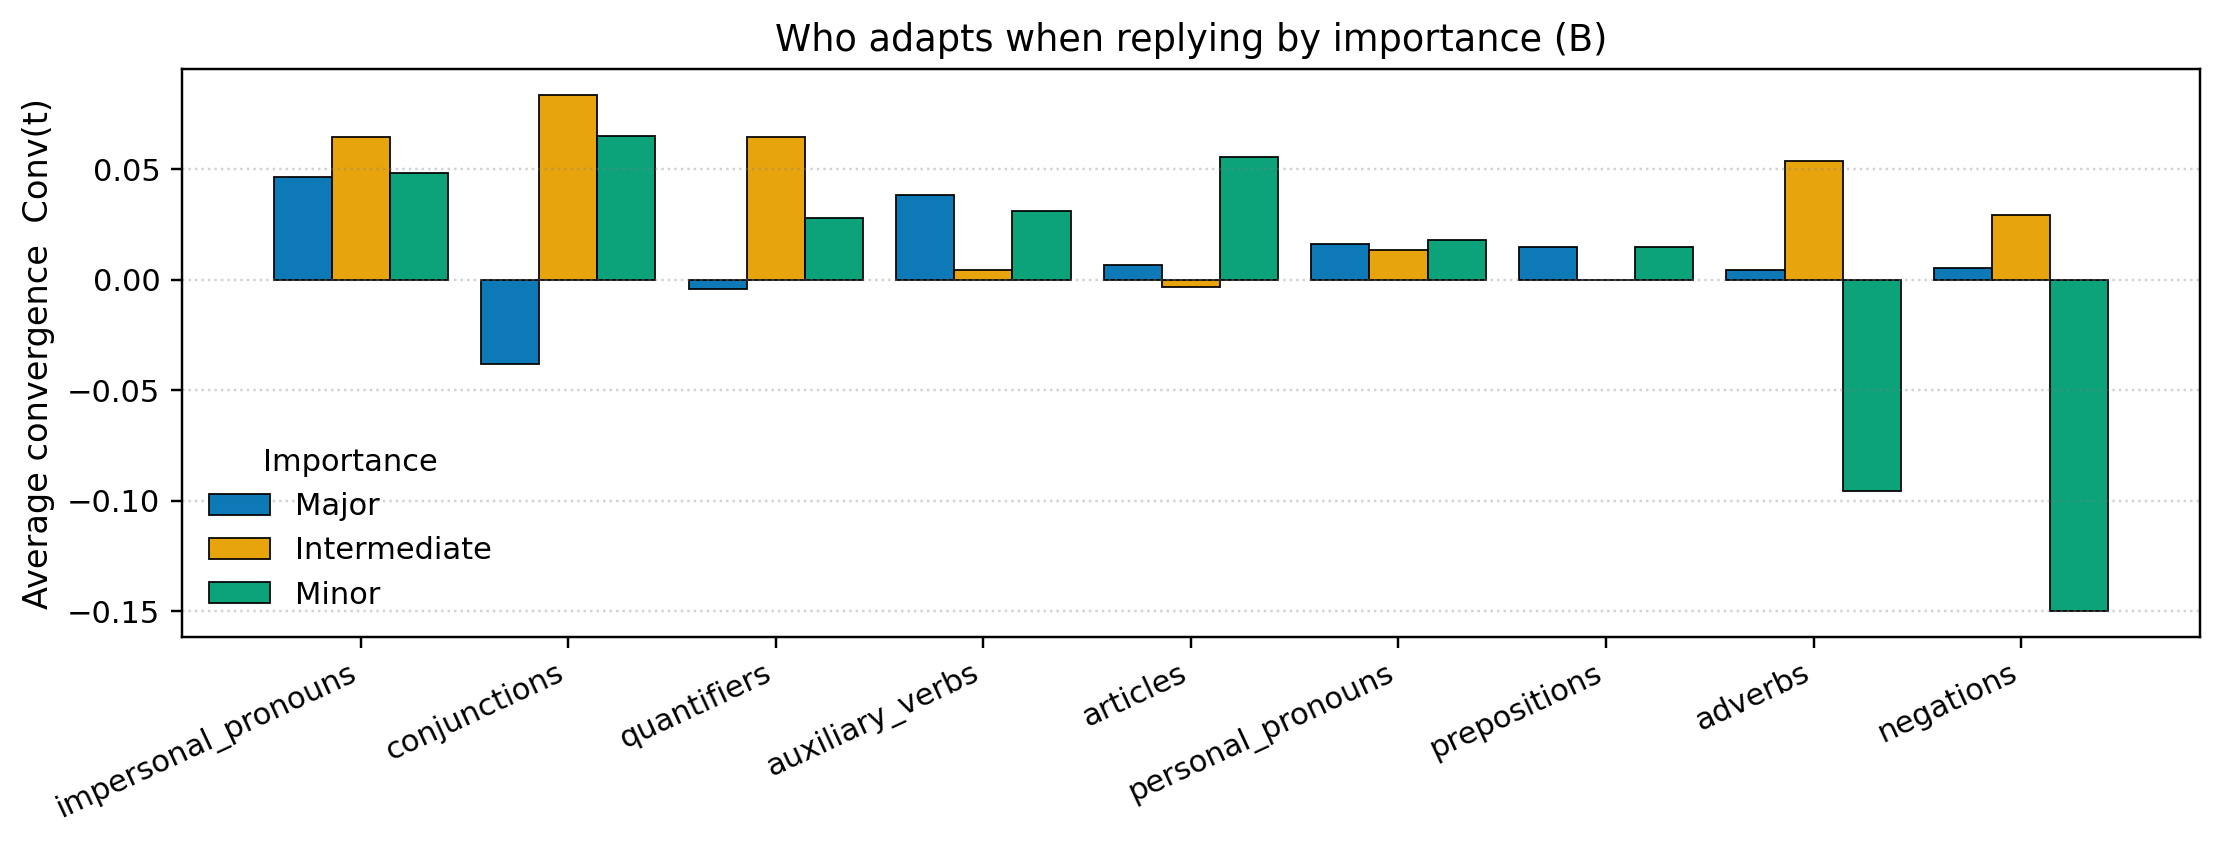 Who adapts when replying by importance (B)
Average convergence  Conv(t)
0.05
0.00
−0.05
−0.10
−0.15
Importance
Major
Intermediate
Minor
impersonal_pronouns
conjunctions
quantifiers
auxiliary_verbs
articles
personal_pronouns
prepositions
adverbs
negations